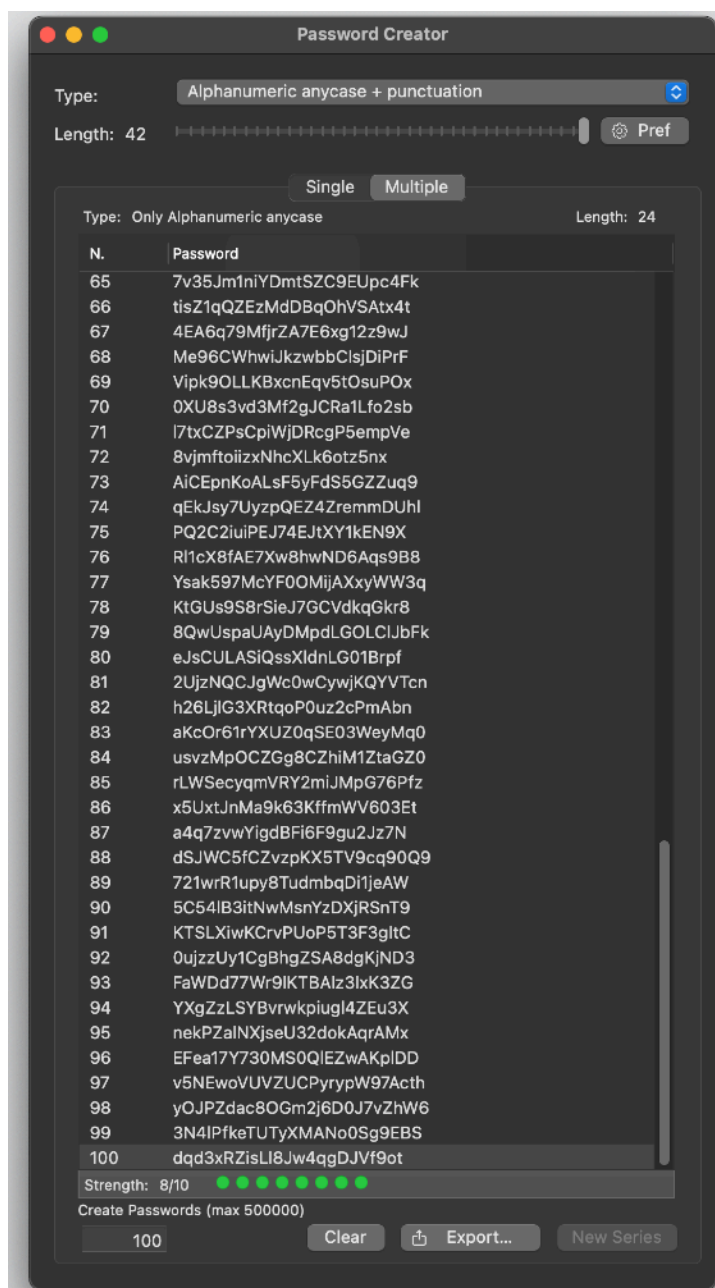 Password Creator
Type: Alphanumeric anycase + punctuation
Length: 42 Pref
Single Multiple
Type: Only Alphanumeric anycase Length: 24
N. Password
65 7v35Jm1niYDmtSZC9EUpc4Fk
66 tisZ1qQZEzMdDBqOhVSAtx4t
67 4EA6q79MfjrZA7E6xg12z9wJ
68 Me96CWhwiJkzwbbClsjDiPrF
69 Vipk9OLLKBxcnEqv5tOsuPOx
70 0XU8s3vd3Mf2gJCRa1Lfo2sb
71 l7txCZPsCpiWjDRcgP5empVe
72 8vjmftoiizxNhcXLk6otz5nx
73 AiCEpnKoALsF5yFdS5GZZuq9
74 qEkJsy7UyzpQEZ4ZremmDUhl
75 PQ2C2iuiPEJ74EJtXY1kEN9X
76 Rl1cX8fAE7Xw8hwND6Aqs9B8
77 Ysak597McYF0OMijAXxyWW3q
78 KtGUs9S8rSieJ7GCVdkqGkr8
79 8QwUspaUAyDMpdLGOLCIJbFk
80 eJsCULASiQssXldnLG01Brpf
81 2UjzNQCJgWc0wCywjKQYVTcn
82 h26LjlG3XRtqoP0uz2cPmAbn
83 aKcOr61rYXUZ0qSE03WeyMq0
84 usvzMpOCZGg8CZhiM1ZtaGZ0
85 rLWSecyqmVRY2miJMpG76Pfz
86 x5UxtJnMa9k63KffmWV603Et
87 a4q7zvwYigdBFi6F9gu2Jz7N
88 dSJWC5fCZvzpKX5TV9cq90Q9
89 721wrR1upy8TudmbqDi1jeAW
90 5C54lB3itNwMsnYzDXjRSnT9
91 KTSLXiwKCrvPUoP5T3F3gltC
92 0ujzzUy1CgBhgZSA8dgKjND3
93 FaWDd77Wr9lKTBAlz3lxK3ZG
94 YXgZzLSYBvrwkpiugl4ZEu3X
95 nekPZalNXjseU32dokAqrAMx
96 EFea17Y730MS0QlEZwAKplDD
97 v5NEwoVUVZUCPyrypW97Acth
98 yOJPZdac8OGm2j6D0J7vZhW6
99 3N4lPfkeTUTyXMANo0Sg9EBS
100 dqd3xRZisLl8Jw4qgDJVf9ot
Strength: 8/10
Create Passwords (max 500000)
100 Clear Export... New Series